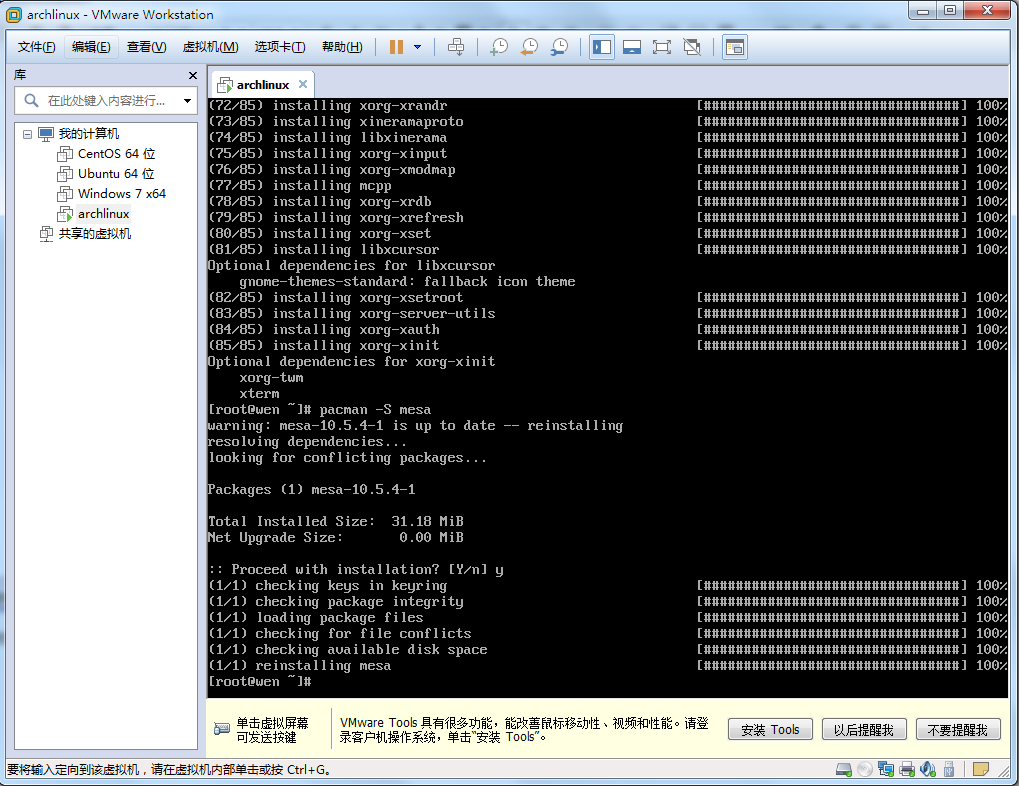 archlinux - VMware Workstation
文件(F) 编辑(E) 查看(V) 虚拟机(M) 选项卡(T) 帮助(H)
库
在此处键入内容进行...
我的计算机
CentOS 64 位
Ubuntu 64 位
Windows 7 x64
archlinux
共享的虚拟机
archlinux
(72/85) installing xorg-xrandr [################################] 100%
(73/85) installing xineramaproto [################################] 100%
(74/85) installing libxinerama [################################] 100%
(75/85) installing xorg-xinput [################################] 100%
(76/85) installing xorg-xmodmap [################################] 100%
(77/85) installing mcpp [################################] 100%
(78/85) installing xorg-xrdb [################################] 100%
(79/85) installing xorg-xrefresh [################################] 100%
(80/85) installing xorg-xset [################################] 100%
(81/85) installing libxcursor [################################] 100%
Optional dependencies for libxcursor
gnome-themes-standard: fallback icon theme
(82/85) installing xorg-xsetroot [################################] 100%
(83/85) installing xorg-server-utils [################################] 100%
(84/85) installing xorg-xauth [################################] 100%
(85/85) installing xorg-xinit [################################] 100%
Optional dependencies for xorg-xinit
xorg-twm
xterm
[root@wen ~]# pacman -S mesa
warning: mesa-10.5.4-1 is up to date -- reinstalling
resolving dependencies...
looking for conflicting packages...
Packages (1) mesa-10.5.4-1
Total Installed Size: 31.18 MiB
Net Upgrade Size: 0.00 MiB
:: Proceed with installation? [Y/n] y
(1/1) checking keys in keyring [################################] 100%
(1/1) checking package integrity [################################] 100%
(1/1) loading package files [################################] 100%
(1/1) checking for file conflicts [################################] 100%
(1/1) checking available disk space [################################] 100%
(1/1) reinstalling mesa [################################] 100%
[root@wen ~]#
单击虚拟屏幕
可发送按键
VMware Tools 具有很多功能，能改善鼠标移动性、视频和性能。请登
录客户机操作系统，单击“安装 Tools”。
安装 Tools 以后提醒我 不要提醒我
要将输入定向到该虚拟机，请在虚拟机内部单击或按 Ctrl+G。